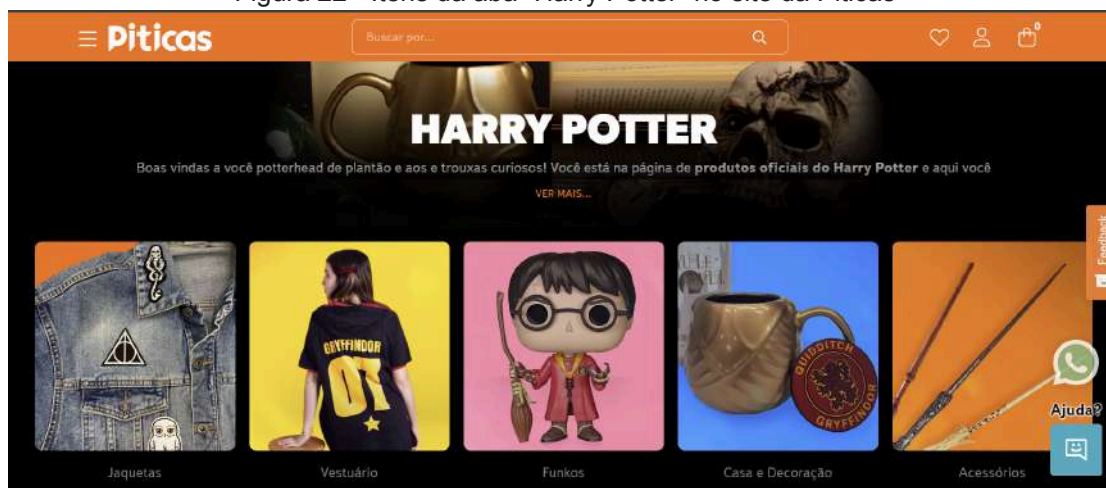 Piticas
Buscar por...
0
HARRY POTTER
Boas vindas a você potterhead de plantão e aos e trouxas curiosos! Você está na página de produtos oficiais do Harry Potter e aqui você
VER MAIS...
Feedback
GRYFFINDOR
07
QUIDDITCH
GRYFFINDOR
Ajuda?
Jaquetas
Vestuário
Funkos
Casa e Decoração
Acessórios